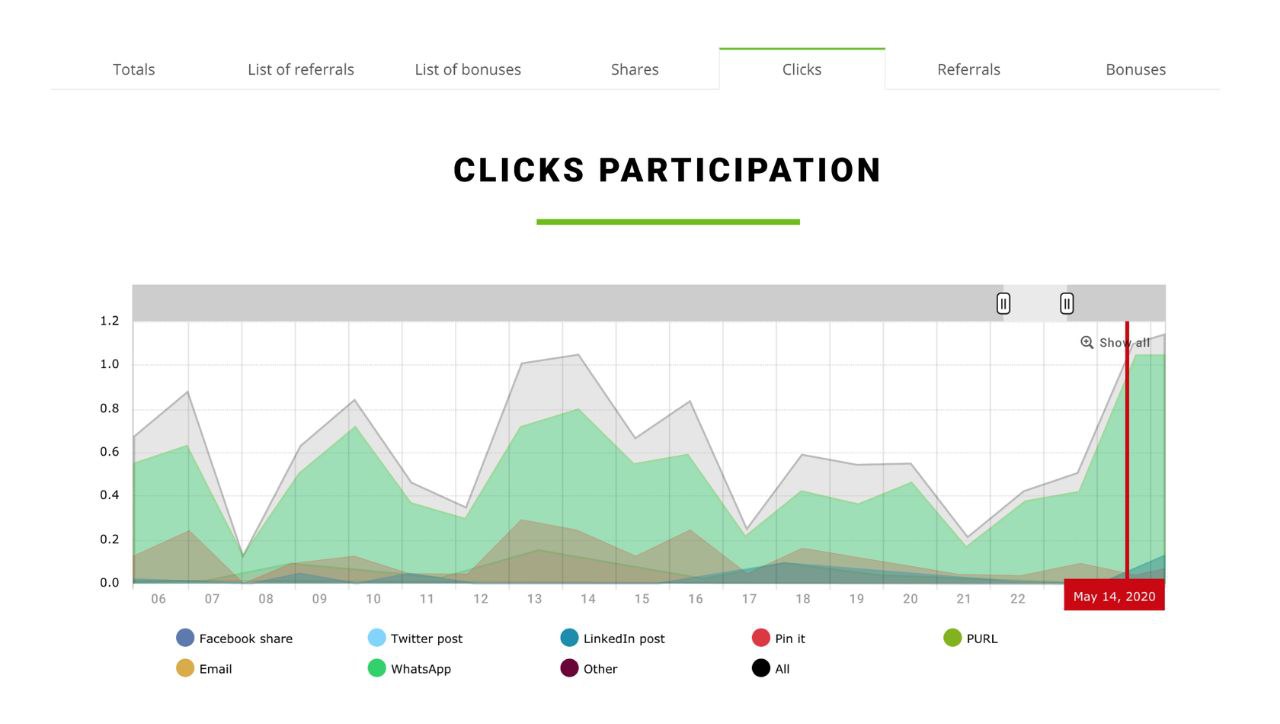 Totals List of referrals List of bonuses Shares Clicks Referrals Bonuses
CLICKS PARTICIPATION
1.2
Show all
1.0
0.8
0.6
0.4
0.2
0.0
06 07 08 09 10 11 12 13 14 15 16 17 18 19 20 21 22 May 14, 2020
Facebook share Twitter post LinkedIn post Pin it PURL
Email WhatsApp Other All